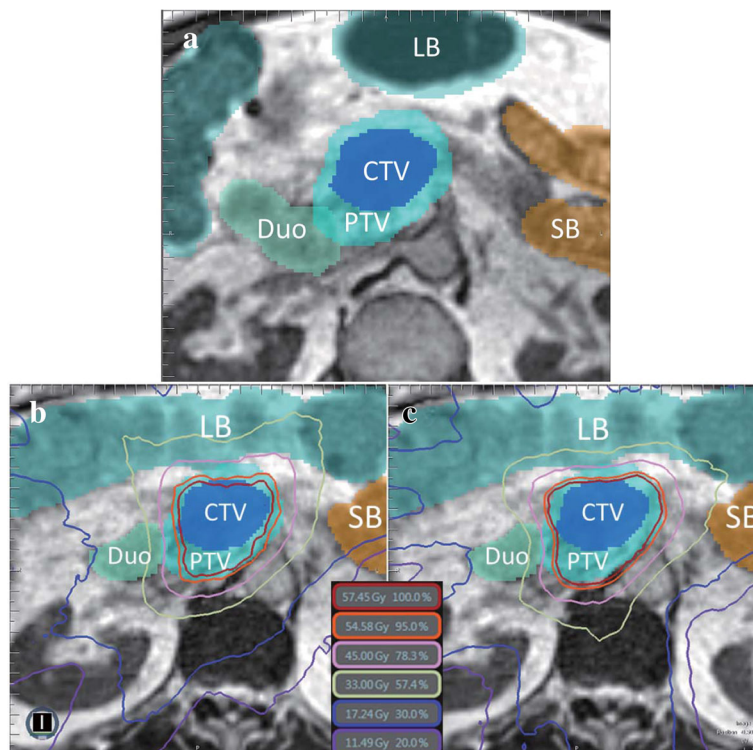 a
LB
CTV
Duo
PTV
SB
b
LB
CTV
SB
Duo
PTV
c
LB
CTV
SB
Duo
PTV
57.45 Gy 100.0 %
54.58 Gy 95.0 %
45.00 Gy 78.3 %
33.00 Gy 57.4 %
17.24 Gy 30.0 %
11.49 Gy 20.0 %